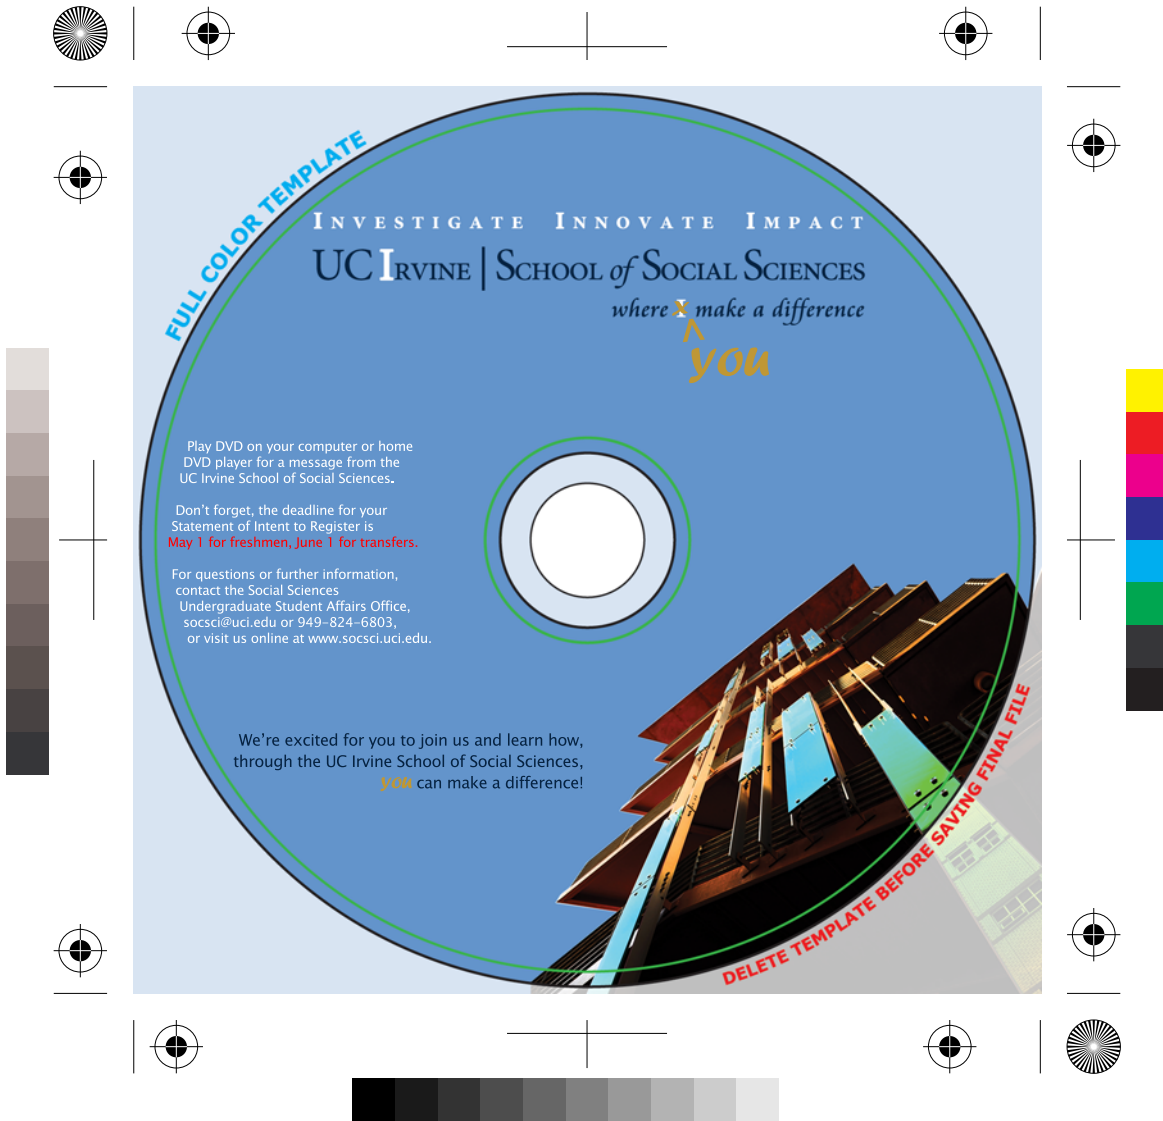 FULL COLOR TEMPLATE
INVESTIGATE INNOVATE IMPACT
UC IRVINE | SCHOOL of SOCIAL SCIENCES
where I make a difference
^
you
Play DVD on your computer or home
DVD player for a message from the
UC Irvine School of Social Sciences.
Don't forget, the deadline for your
Statement of Intent to Register is
May 1 for freshmen, June 1 for transfers.
For questions or further information,
contact the Social Sciences
Undergraduate Student Affairs Office,
socsci@uci.edu or 949-824-6803,
or visit us online at www.socsci.uci.edu.
We're excited for you to join us and learn how,
through the UC Irvine School of Social Sciences,
you can make a difference!
DELETE TEMPLATE BEFORE SAVING FINAL FILE